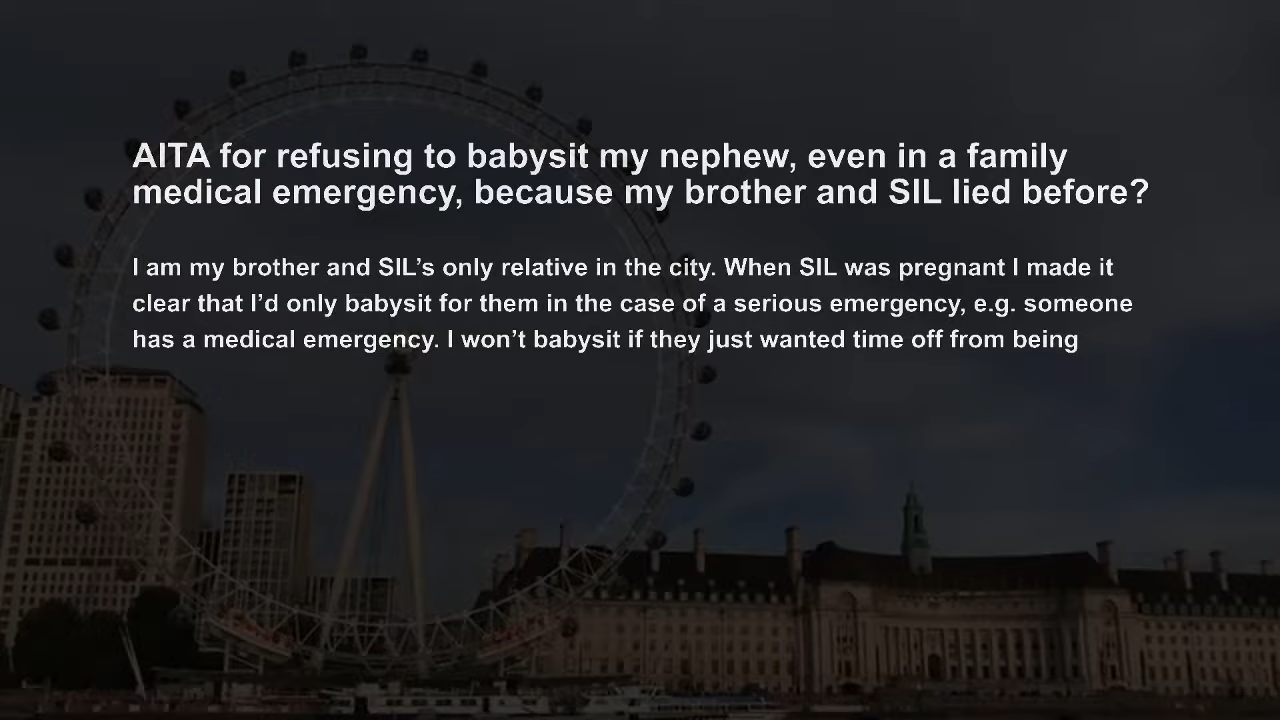 AITA for refusing to babysit my nephew, even in a family
medical emergency, because my brother and SIL lied before?
I am my brother and SIL’s only relative in the city. When SIL was pregnant I made it
clear that I’d only babysit for them in the case of a serious emergency, e.g. someone
has a medical emergency. I won’t babysit if they just wanted time off from being